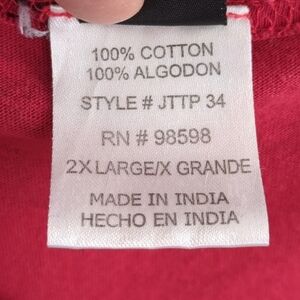 100% COTTON
100% ALGODON
STYLE # JTTP 34
RN # 98598
2X LARGE/X GRANDE
MADE IN INDIA
HECHO EN INDIA